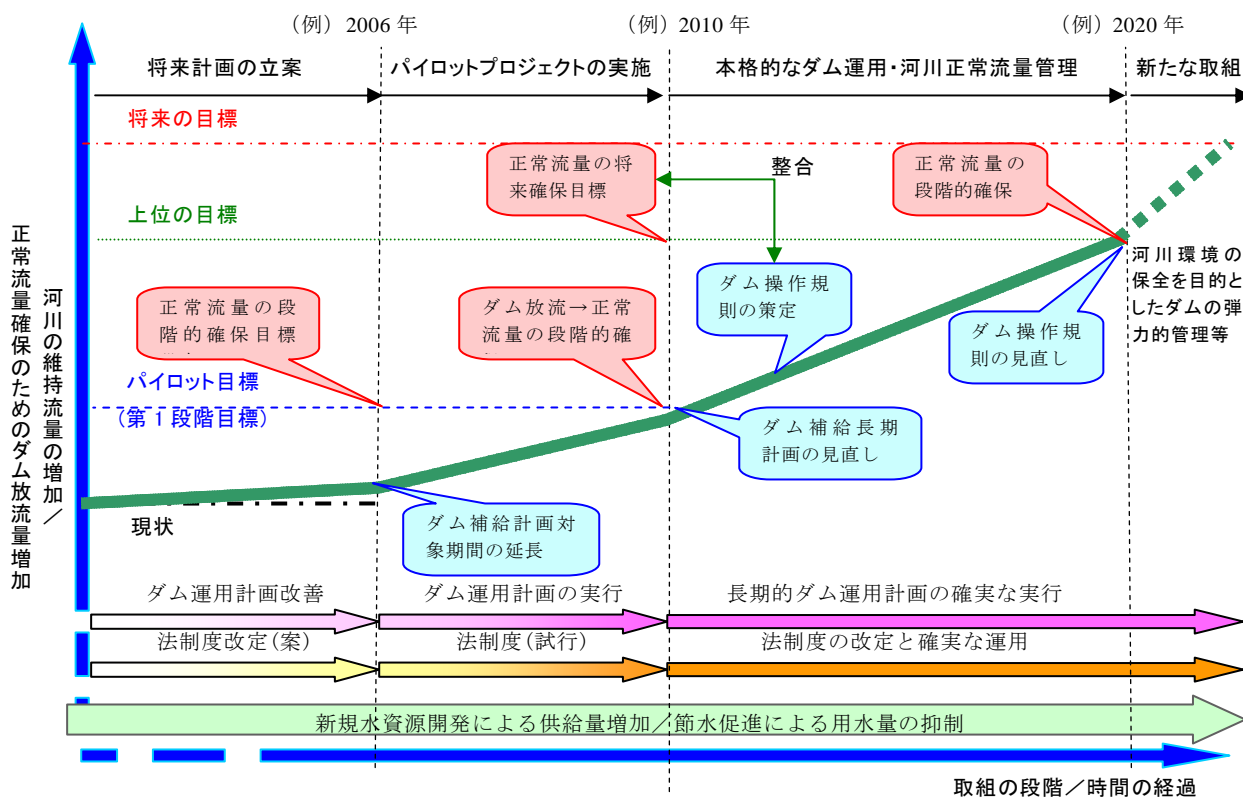 (例) 2006 年
(例) 2010 年
(例) 2020 年
将来計画の立案
パイロットプロジェクトの実施
本格的なダム運用・河川正常流量管理
新たな取組
将来の目標
正常流量の将
来確保目標
整合
正常流量の
段階的確保
上位の目標
河川環境の
保全を目的と
したダムの弾
力的管理等
ダム操作規
則の策定
ダム操作規
則の見直し
正常流量の段
階的確保目標
ダム放流→正常
流量の段階的確
パイロット目標
(第1段階目標)
ダム補給長期
計画の見直し
現状
ダム補給計画対
象期間の延長
河川の維持流量の増加／
正常流量確保のためのダム放流量増加
ダム運用計画改善
ダム運用計画の実行
長期的ダム運用計画の確実な実行
法制度改定(案)
法制度(試行)
法制度の改定と確実な運用
新規水資源開発による供給量増加／節水促進による用水量の抑制
取組の段階／時間の経過